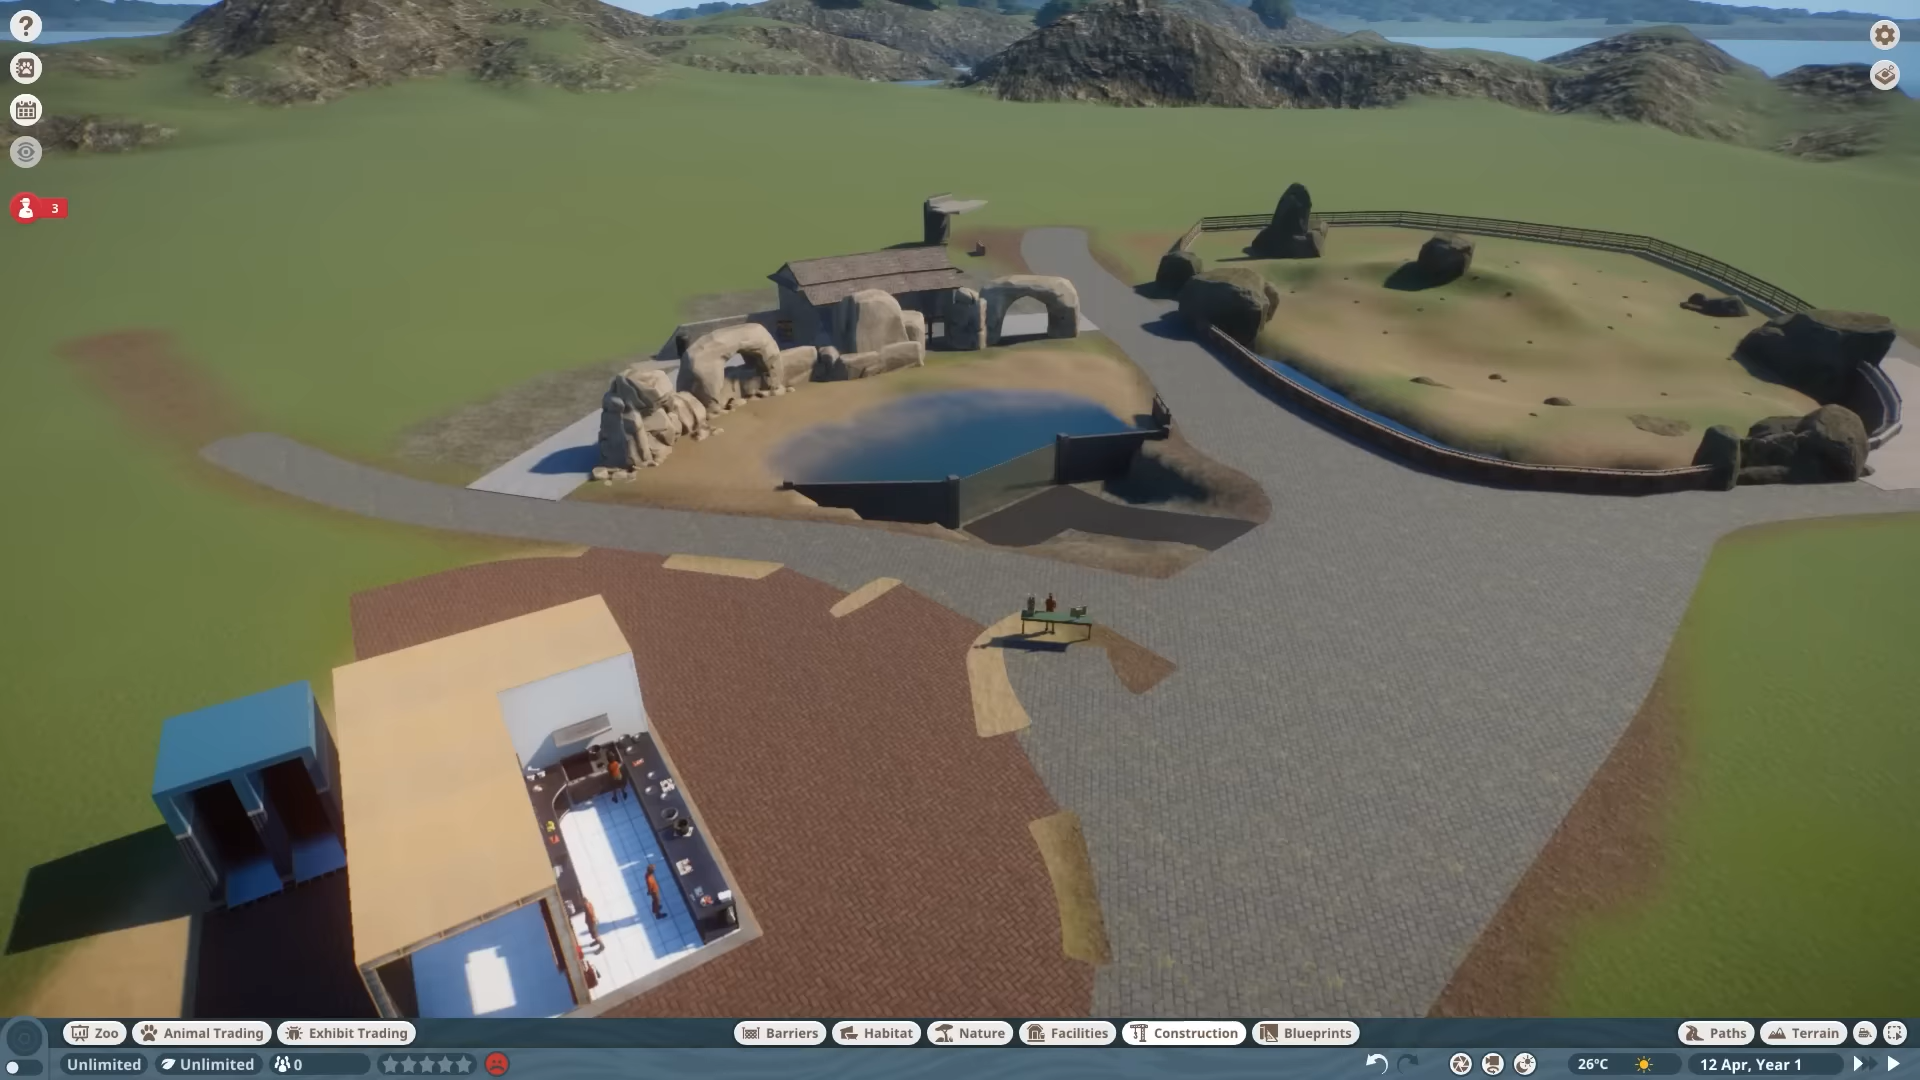 ?
3
Zoo
Animal Trading
Exhibit Trading
Barriers
Habitat
Nature
Facilities
Construction
Blueprints
Paths
Terrain
Unlimited
Unlimited
0
26°C
12 Apr, Year 1